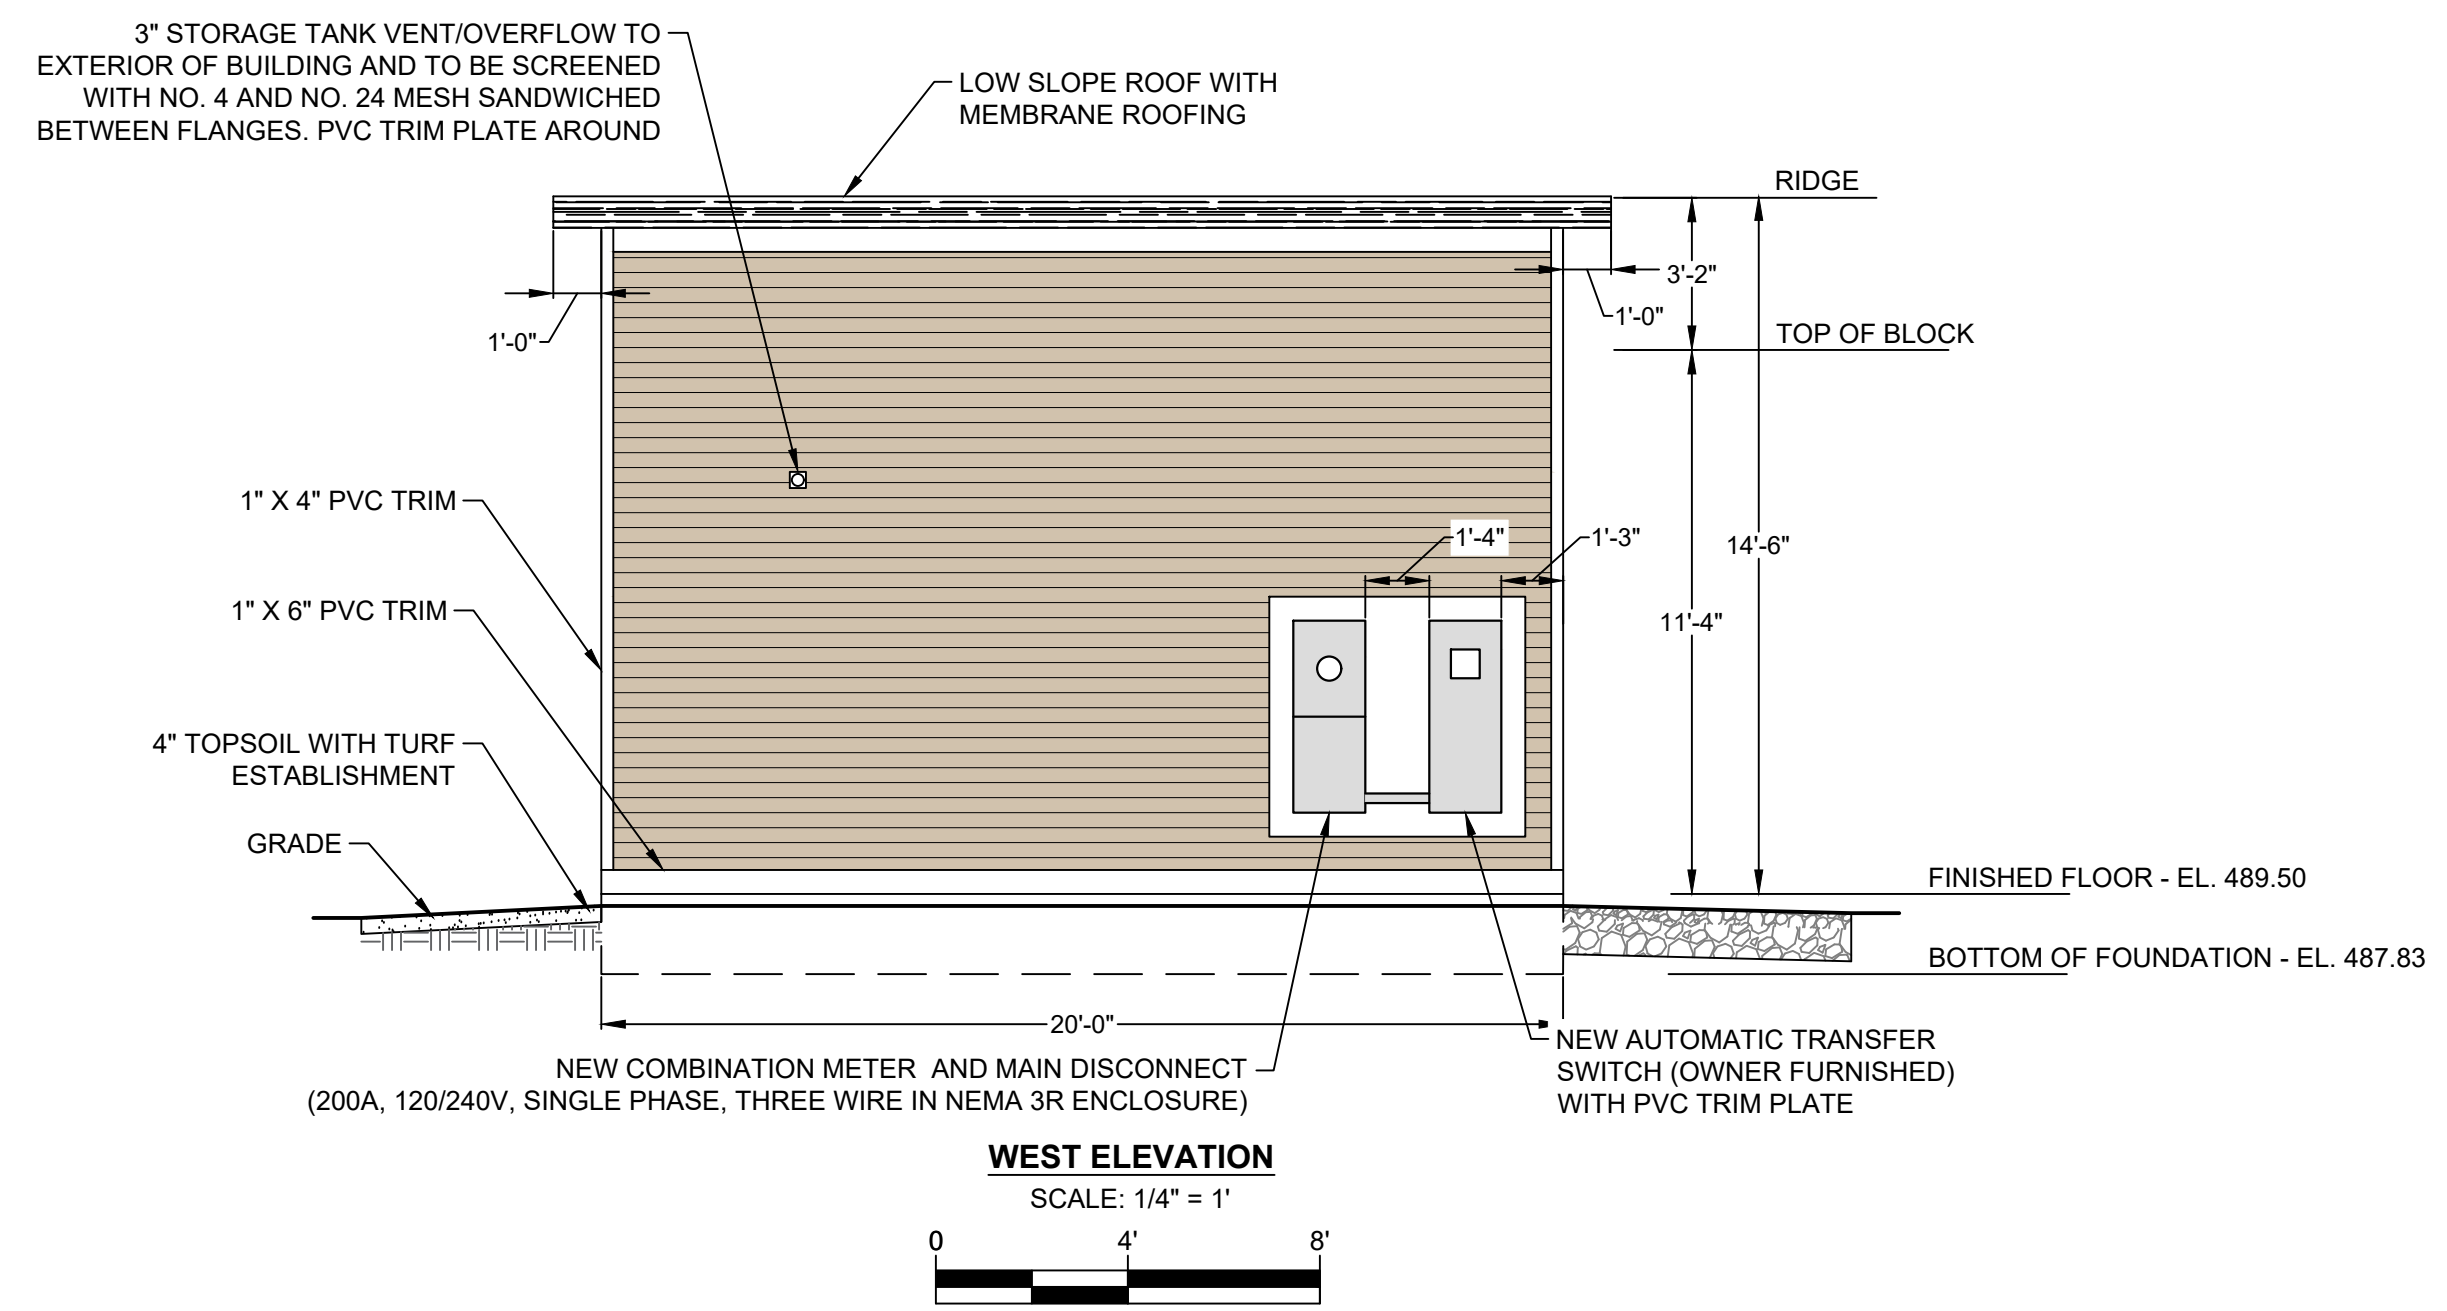 3" STORAGE TANK VENT/OVERFLOW TO
EXTERIOR OF BUILDING AND TO BE SCREENED
WITH NO. 4 AND NO. 24 MESH SANDWICHED
BETWEEN FLANGES. PVC TRIM PLATE AROUND
LOW SLOPE ROOF WITH
MEMBRANE ROOFING
RIDGE
3'-2"
1'-0"
1'-0"
TOP OF BLOCK
1" X 4" PVC TRIM
1'-4"
1'-3"
14'-6"
1" X 6" PVC TRIM
11'-4"
4" TOPSOIL WITH TURF
ESTABLISHMENT
GRADE
FINISHED FLOOR - EL. 489.50
BOTTOM OF FOUNDATION - EL. 487.83
20'-0"
NEW COMBINATION METER AND MAIN DISCONNECT
(200A, 120/240V, SINGLE PHASE, THREE WIRE IN NEMA 3R ENCLOSURE)
NEW AUTOMATIC TRANSFER
SWITCH (OWNER FURNISHED)
WITH PVC TRIM PLATE
WEST ELEVATION
SCALE: 1/4" = 1'
0 4' 8'